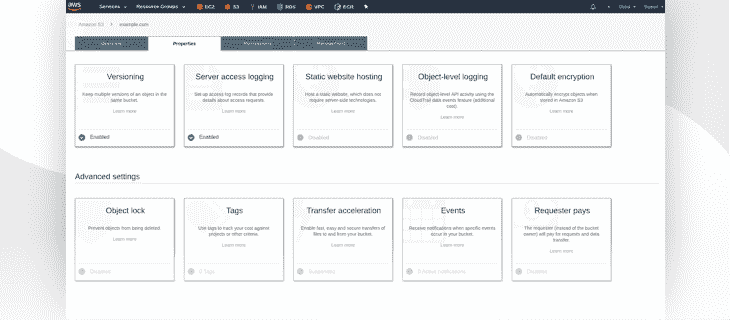 aws Services Resource Groups EC2 S3 IAM RDS VPC ECR
Amazon S3 > example.com
Properties
Versioning
Keep multiple versions of an object in the
same bucket.
Learn more
Enabled
Server access logging
Set up access log records that provide
details about access requests.
Learn more
Enabled
Static website hosting
Host a static website, which does not
require server-side technologies.
Learn more
Disabled
Object-level logging
Record object-level API activity using the
CloudTrail data events feature (additional
cost).
Learn more
Disabled
Default encryption
Automatically encrypt objects when
stored in Amazon S3
Learn more
Disabled
Advanced settings
Object lock
Prevent objects from being deleted
Learn more
Disabled
Tags
Use tags to track your cost against
projects or other criteria.
Learn more
0 Tags
Transfer acceleration
Enable fast, easy and secure transfers of
files to and from your bucket.
Learn more
Suspended
Events
Receive notifications when specific events
occur in your bucket.
Learn more
0 Active notifications
Requester pays
The requester (instead of the bucket
owner) will pay for requests and data
transfer.
Learn more
Disabled